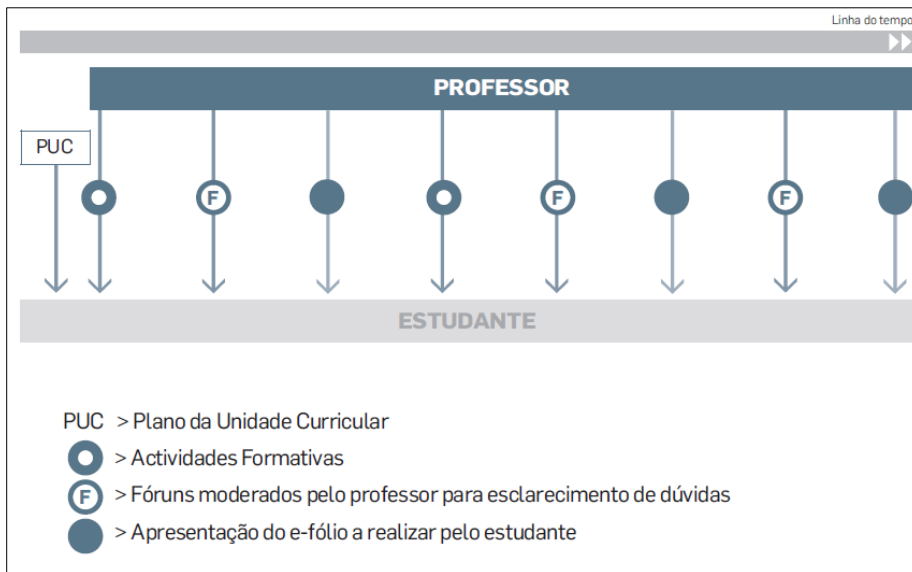 Linha do tempo
PROFESSOR
PUC
F
F
F
ESTUDANTE
PUC > Plano da Unidade Curricular
> Actividades Formativas
F > Fóruns moderados pelo professor para esclarecimento de dúvidas
> Apresentação do e-fólio a realizar pelo estudante